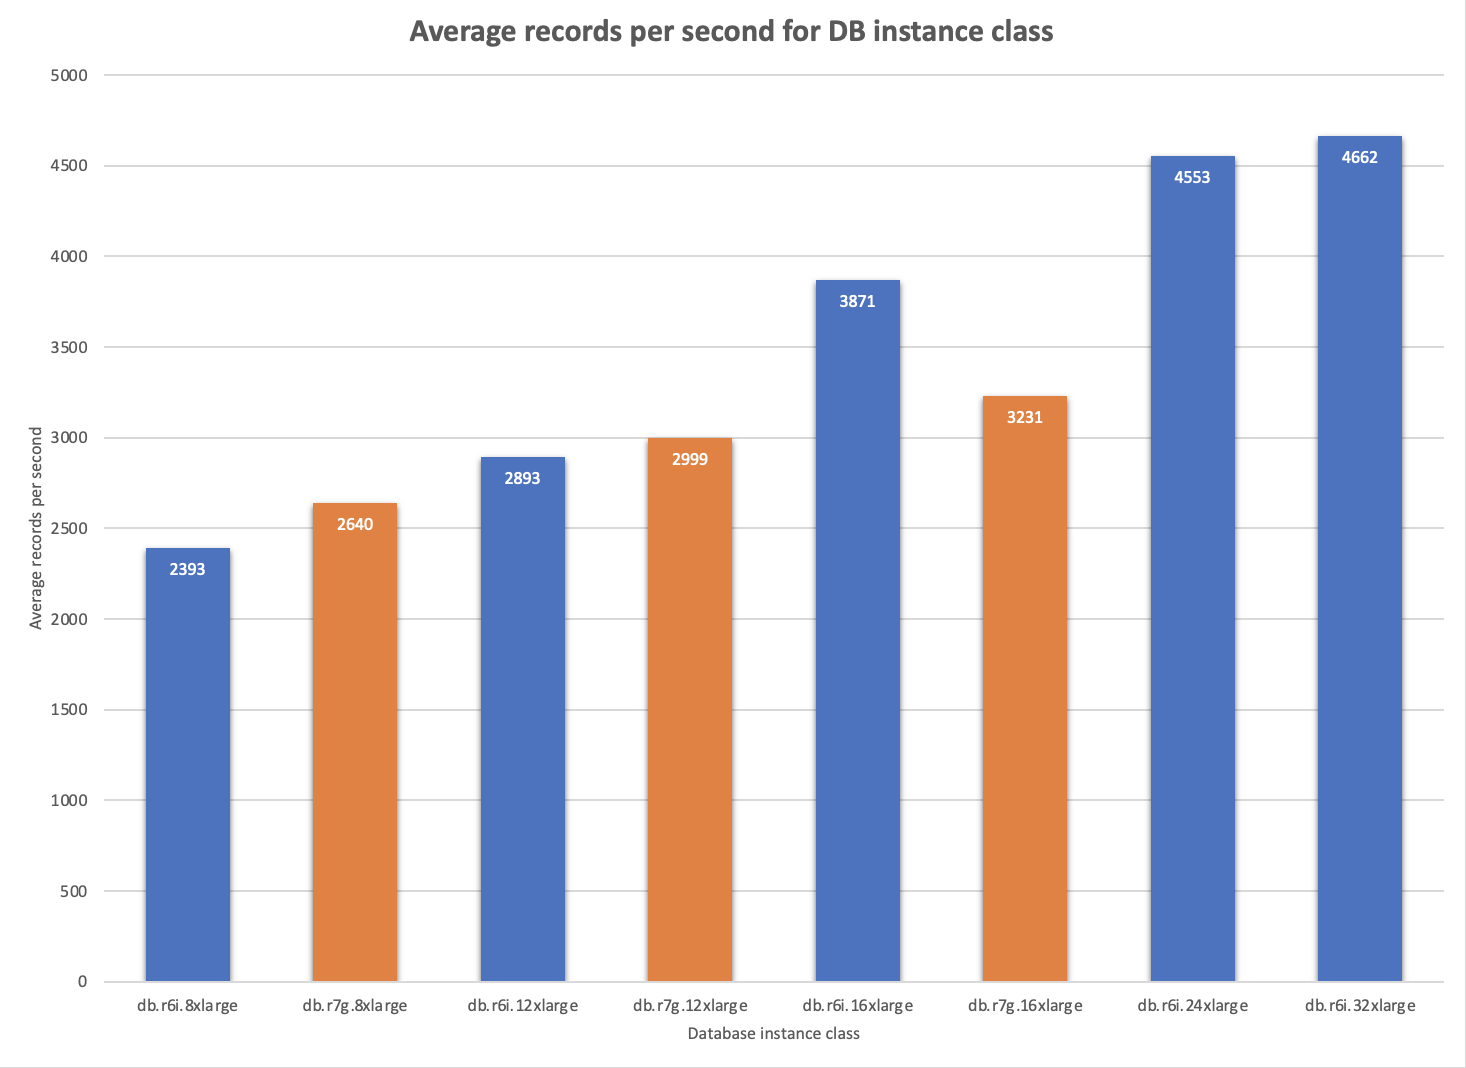 Average records per second for DB instance class
5000
4500
4000
3500
3000
2500
2000
1500
1000
500
0
Average records per second
2393
2640
2893
2999
3871
3231
4553
4662
db.r6i.8xlarge
db.r7g.8xlarge
db.r6i.12xlarge
db.r7g.12xlarge
db.r6i.16xlarge
db.r7g.16xlarge
db.r6i.24xlarge
db.r6i.32xlarge
Database instance class